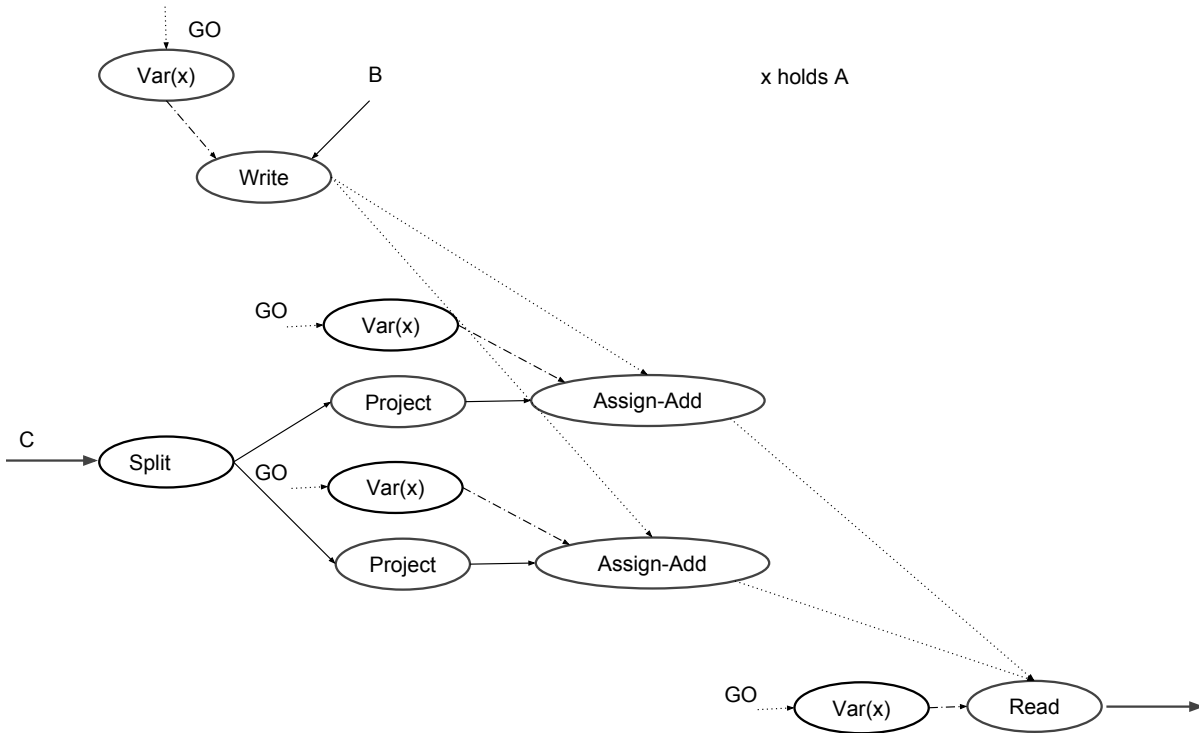 GO
Var(x)
B
x holds A
Write
GO
Var(x)
Project
Assign-Add
C
Split
GO
Var(x)
Project
Assign-Add
GO
Var(x)
Read